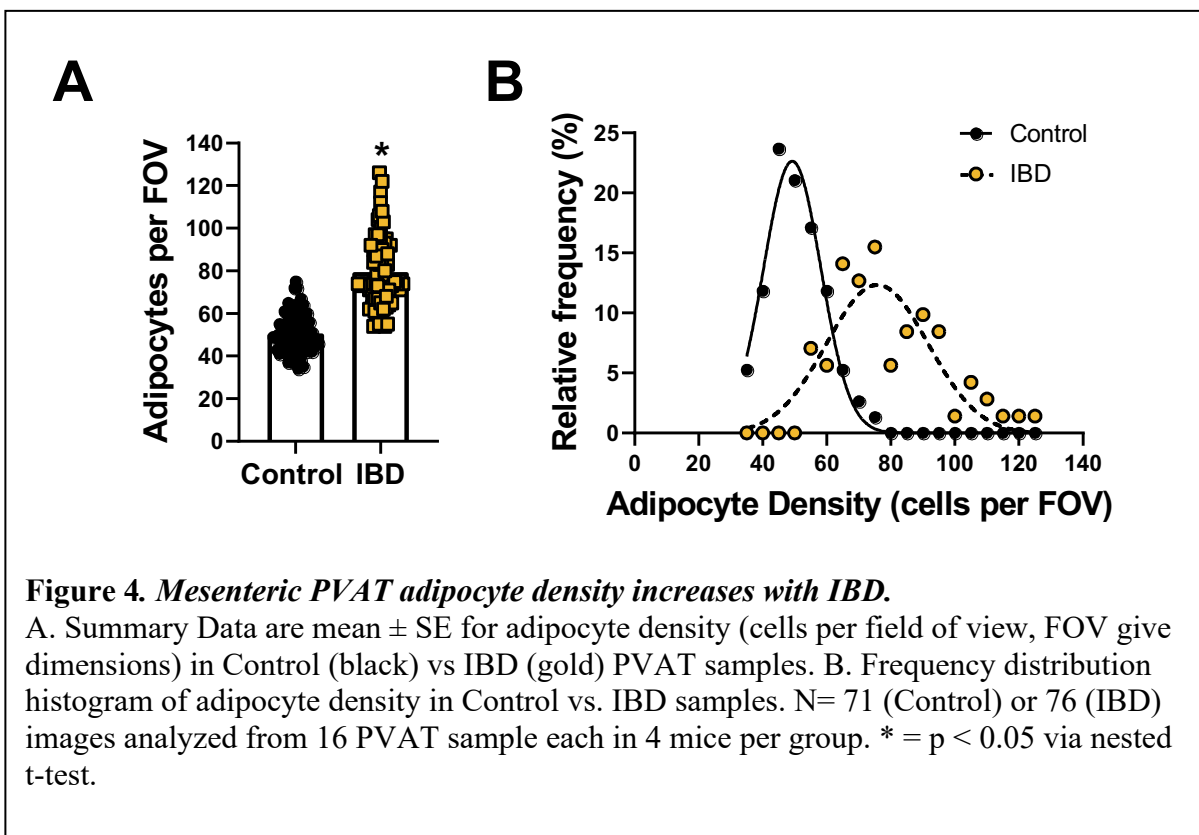 A
B
Adipocytes per FOV
140
120
100
80
60
40
20
0
*
Control IBD
Relative frequency (%)
25
20
15
10
5
0
Control
IBD
0 20 40 60 80 100 120 140
Adipocyte Density (cells per FOV)
Figure 4. Mesenteric PVAT adipocyte density increases with IBD.
A. Summary Data are mean ± SE for adipocyte density (cells per field of view, FOV give
dimensions) in Control (black) vs IBD (gold) PVAT samples. B. Frequency distribution
histogram of adipocyte density in Control vs. IBD samples. N= 71 (Control) or 76 (IBD)
images analyzed from 16 PVAT sample each in 4 mice per group. * = p < 0.05 via nested
t-test.